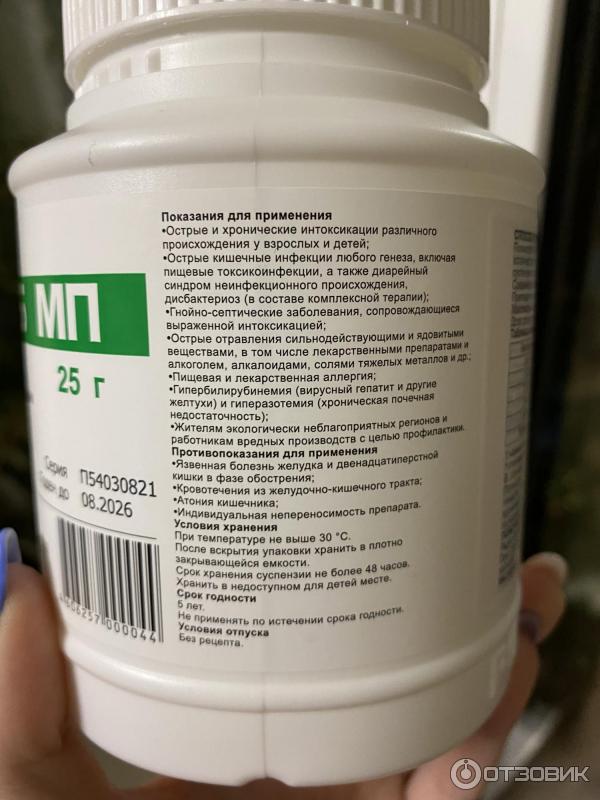 Показания для применения
•Острые и хронические интоксикации различного
происхождения у взрослых и детей;
•Острые кишечные инфекции любого генеза, включая
пищевые токсикоинфекции, а также диарейный
синдром неинфекционного происхождения,
дисбактериоз (в составе комплексной терапии);
•Гнойно-септические заболевания, сопровождающиеся
выраженной интоксикацией;
•Острые отравления сильнодействующими и ядовитыми
веществами, в том числе лекарственными препаратами и
алкоголем, алкалоидами, солями тяжелых металлов и др.;
•Пищевая и лекарственная аллергия;
•Гипербилирубинемия (вирусный гепатит и другие
желтухи) и гиперазотемия (хроническая почечная
недостаточность);
•Жителям экологически неблагоприятных регионов и
работникам вредных производств с целью профилактики.
Противопоказания для применения
•Язвенная болезнь желудка и двенадцатиперстной
кишки в фазе обострения;
•Кровотечения из желудочно-кишечного тракта;
•Атония кишечника;
•Индивидуальная непереносимость препарата.
Условия хранения
При температуре не выше 30 °С.
После вскрытия упаковки хранить в плотно
закрывающейся емкости.
Срок хранения суспензии не более 48 часов.
Хранить в недоступном для детей месте.
Срок годности
5 лет.
Не применять по истечении срока годности.
Условия отпуска
Без рецепта.
МП
25 г
Серия П54030821
до 08.2026
000044
ОТЗОВИК